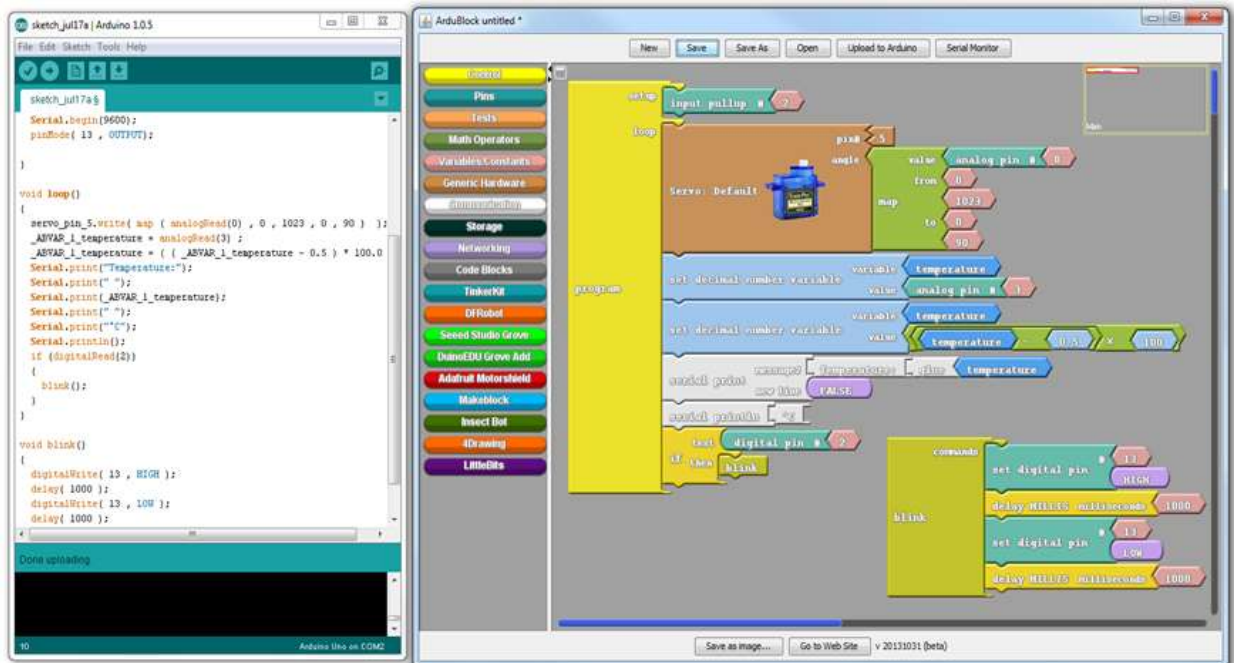 sketch_jul17a | Arduino 1.0.5
File Edit Sketch Tools Help
sketch_jul17a §
Serial.begin(9600);
pinMode( 13 , OUTPUT);
}
void loop()
{
servo_pin_5.write( map ( analogRead(0) , 0 , 1023 , 0 , 90 ) );
_ABVAR_1_temperature = analogRead(3) ;
_ABVAR_1_temperature = ( ( _ABVAR_1_temperature - 0.5 ) * 100.0
Serial.print("Temperature:");
Serial.print(" ");
Serial.print(_ABVAR_1_temperature);
Serial.print(" ");
Serial.print("°C");
Serial.println();
if (digitalRead(2))
{
blink();
}
}
void blink()
{
digitalWrite( 13 , HIGH );
delay( 1000 );
digitalWrite( 13 , LOW );
delay( 1000 );
Done uploading
10
Arduino Uno on COM2
ArduBlock untitled *
New Save Save As Open Upload to Arduino Serial Monitor
Control
Pins
Tests
Math Operators
Variables/Constants
Generic Hardware
Communication
Storage
Networking
Code Blocks
TinkerKit
DFRobot
Seeed Studio Grove
DuinoEDU Grove Add
Adafruit Motorshield
Makeblock
Insect Bot
4Drawing
LittleBits
Main
program
setup
input pullup # 2
loop
Servo: Default
pin# 5
angle
map
value analog pin # 0
from 0
1023
to 0
90
set decimal number variable
variable temperature
value analog pin # 3
set decimal number variable
variable temperature
value temperature - 0.5 × 100
serial print
message Temperature: glue temperature
new line FALSE
serial println °C
if
test digital pin # 2
then blink
blink
commands
set digital pin # 13
HIGH
delay MILLIS milliseconds 1000
set digital pin # 13
LOW
delay MILLIS milliseconds 1000
Save as image... Go to Web Site v 20131031 (beta)